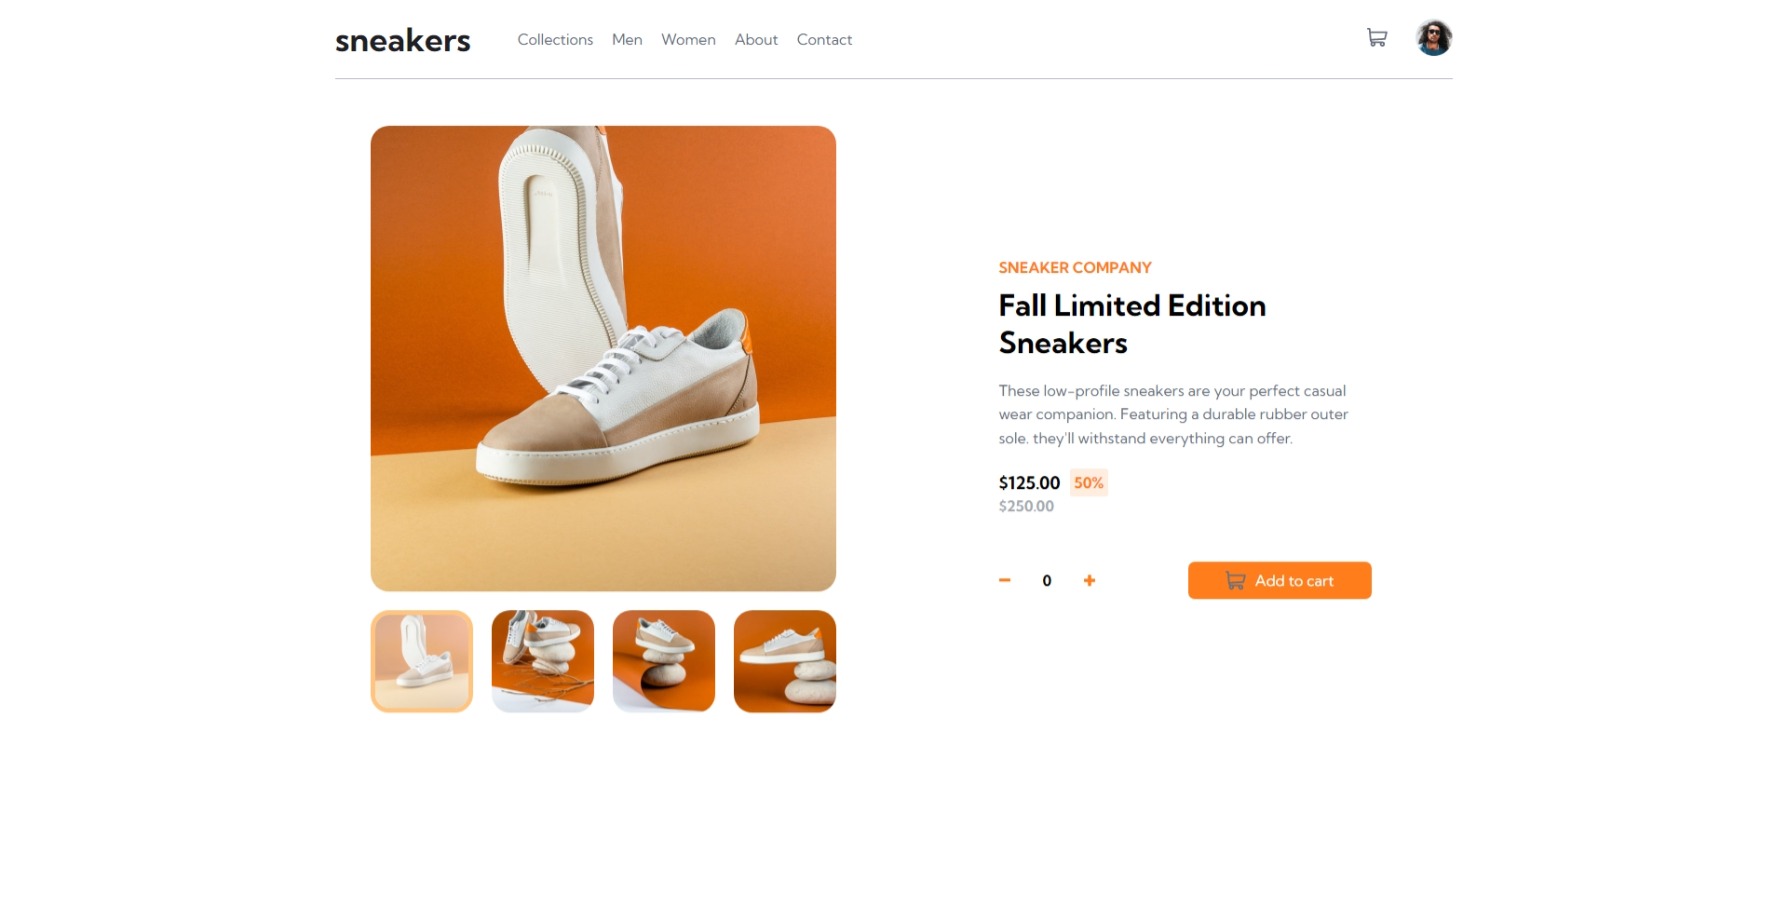 sneakers
Collections Men Women About Contact
SNEAKER COMPANY
Fall Limited Edition
Sneakers
These low-profile sneakers are your perfect casual
wear companion. Featuring a durable rubber outer
sole. they'll withstand everything can offer.
$125.00 50%
$250.00
0
Add to cart